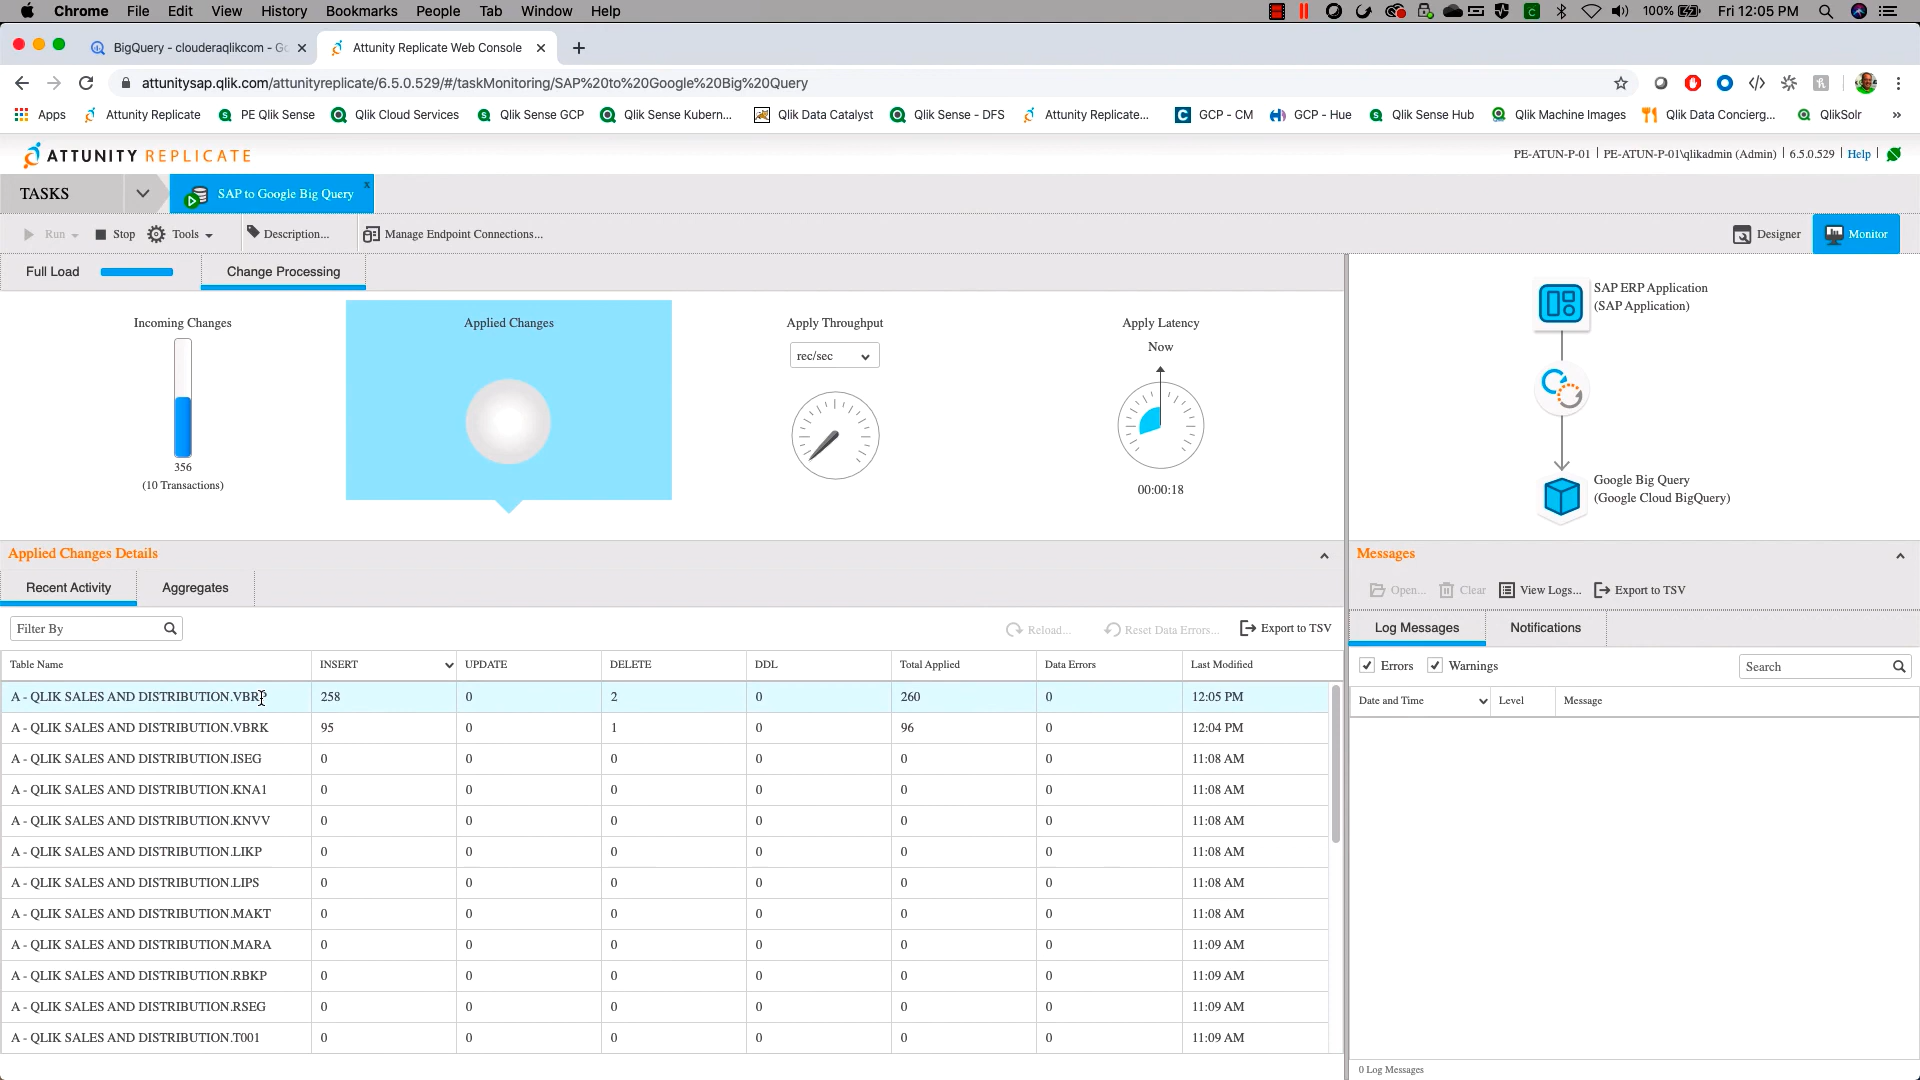 Chrome File Edit View History Bookmarks People Tab Window Help 100% Fri 12:05 PM
BigQuery - clouderaqlikcom - Go Attunity Replicate Web Console
attunitysap.qlik.com/attunityreplicate/6.5.0.529/#/taskMonitoring/SAP%20to%20Google%20Big%20Query
Apps Attunity Replicate PE Qlik Sense Qlik Cloud Services Qlik Sense GCP Qlik Sense Kubern... Qlik Data Catalyst Qlik Sense - DFS Attunity Replicate... GCP - CM GCP - Hue Qlik Sense Hub Qlik Machine Images Qlik Data Concierg... QlikSolr »
ATTUNITY REPLICATE PE-ATUN-P-01 | PE-ATUN-P-01\qlikadmin (Admin) | 6.5.0.529 | Help |
TASKS SAP to Google Big Query x
Run Stop Tools Description... Manage Endpoint Connections... Designer Monitor
Full Load Change Processing
Incoming Changes
356
(10 Transactions)
Applied Changes
Apply Throughput
rec/sec
Apply Latency
Now
00:00:18
SAP ERP Application
(SAP Application)
Google Big Query
(Google Cloud BigQuery)
Applied Changes Details
Recent Activity Aggregates
Filter By Reload... Reset Data Errors... Export to TSV
Table Name INSERT UPDATE DELETE DDL Total Applied Data Errors Last Modified
A - QLIK SALES AND DISTRIBUTION.VBRP 258 0 2 0 260 0 12:05 PM
A - QLIK SALES AND DISTRIBUTION.VBRK 95 0 1 0 96 0 12:04 PM
A - QLIK SALES AND DISTRIBUTION.ISEG 0 0 0 0 0 0 11:08 AM
A - QLIK SALES AND DISTRIBUTION.KNA1 0 0 0 0 0 0 11:08 AM
A - QLIK SALES AND DISTRIBUTION.KNVV 0 0 0 0 0 0 11:08 AM
A - QLIK SALES AND DISTRIBUTION.LIKP 0 0 0 0 0 0 11:08 AM
A - QLIK SALES AND DISTRIBUTION.LIPS 0 0 0 0 0 0 11:08 AM
A - QLIK SALES AND DISTRIBUTION.MAKT 0 0 0 0 0 0 11:08 AM
A - QLIK SALES AND DISTRIBUTION.MARA 0 0 0 0 0 0 11:09 AM
A - QLIK SALES AND DISTRIBUTION.RBKP 0 0 0 0 0 0 11:09 AM
A - QLIK SALES AND DISTRIBUTION.RSEG 0 0 0 0 0 0 11:09 AM
A - QLIK SALES AND DISTRIBUTION.T001 0 0 0 0 0 0 11:09 AM
Messages
Open... Clear View Logs... Export to TSV
Log Messages Notifications
Errors Warnings Search
Date and Time Level Message
0 Log Messages